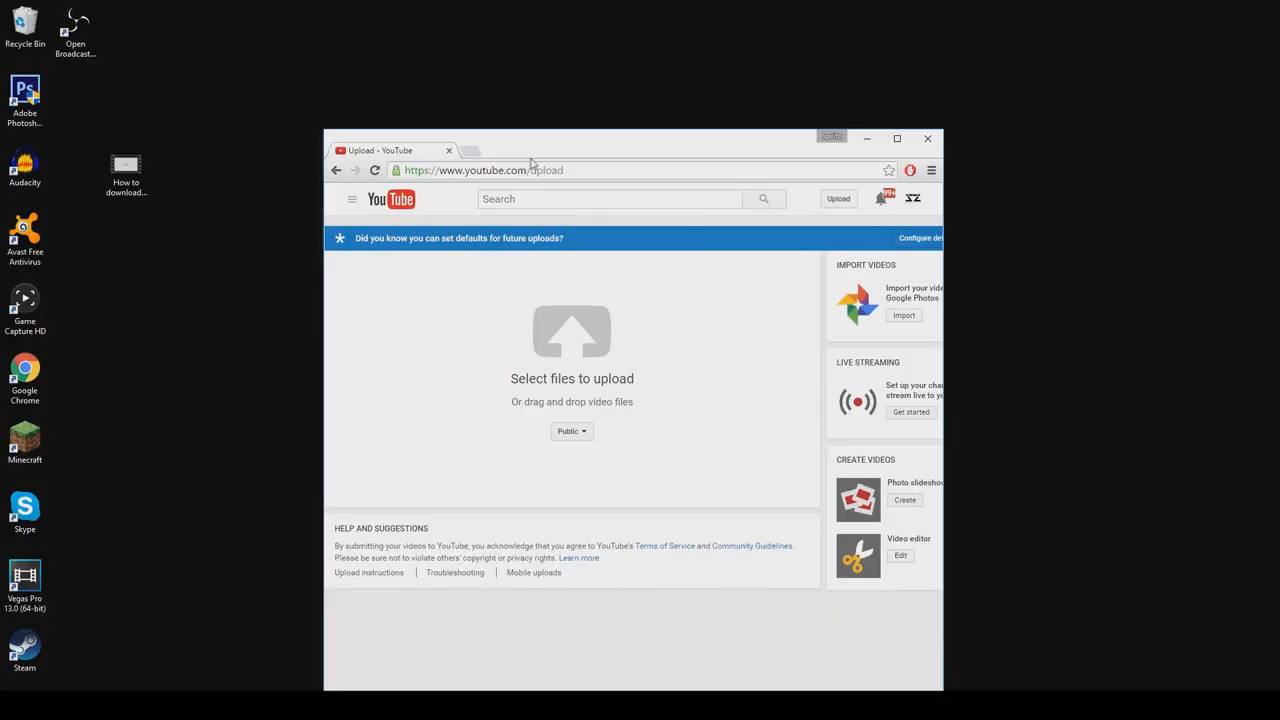 Recycle Bin
Open
Broadcast...
Ps
Adobe
Photosh...
Audacity
How to
download...
Avast Free
Antivirus
Game
Capture HD
Google
Chrome
Minecraft
Skype
Vegas Pro
13.0 (64-bit)
Steam
spliitz
Upload - YouTube
https://www.youtube.com/upload
YouTube
Search
Upload
99+
SZ
Did you know you can set defaults for future uploads?
Configure def
Select files to upload
Or drag and drop video files
Public
IMPORT VIDEOS
Import your vide
Google Photos
Import
LIVE STREAMING
Set up your chan
stream live to yo
Get started
CREATE VIDEOS
Photo slideshow
Create
Video editor
Edit
HELP AND SUGGESTIONS
By submitting your videos to YouTube, you acknowledge that you agree to YouTube's Terms of Service and Community Guidelines.
Please be sure not to violate others' copyright or privacy rights. Learn more
Upload instructions | Troubleshooting | Mobile uploads